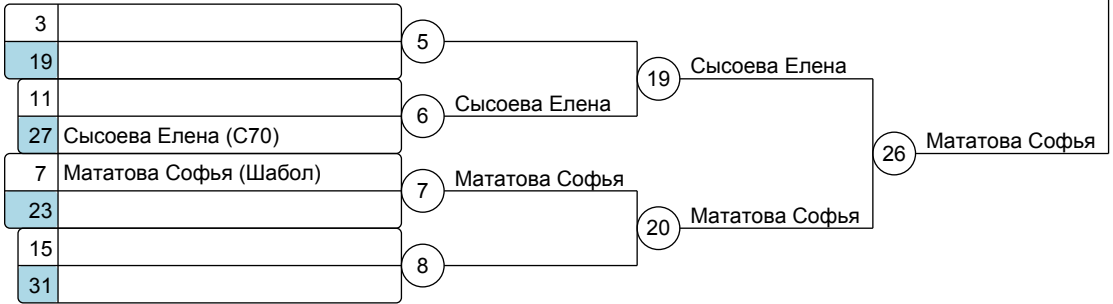 3
19
5
11
27 Сысоева Елена (С70)
6 Сысоева Елена
19 Сысоева Елена
7 Мататова Софья (Шабол)
23
7 Мататова Софья
15
31
8
20 Мататова Софья
26 Мататова Софья